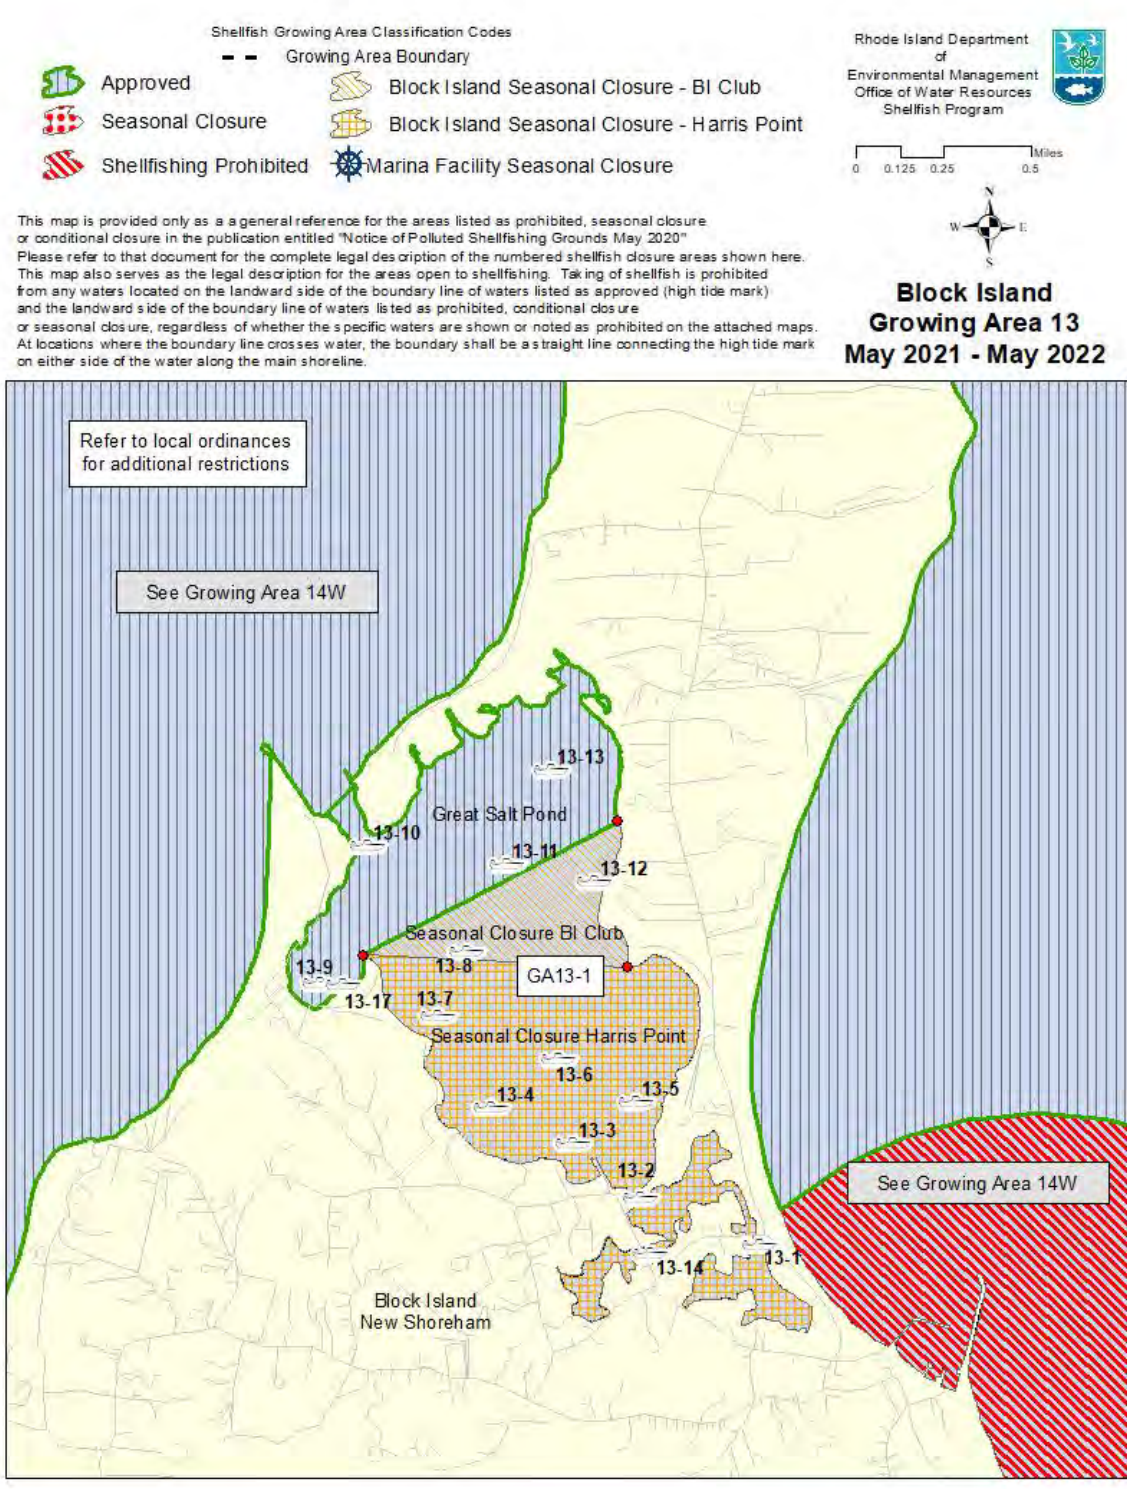 Shellfish Growing Area Classification Codes
Growing Area Boundary
Approved
Block Island Seasonal Closure - BI Club
Seasonal Closure
Block Island Seasonal Closure - Harris Point
Shellfishing Prohibited
Marina Facility Seasonal Closure
Rhode Island Department
of
Environmental Management
Office of Water Resources
Shellfish Program
Miles
0 0.125 0.25 0.5
N
W E
S
This map is provided only as a a general reference for the areas listed as prohibited, seasonal closure
or conditional closure in the publication entitled "Notice of Polluted Shellfishing Grounds May 2020"
Please refer to that document for the complete legal description of the numbered shellfish closure areas shown here.
This map also serves as the legal description for the areas open to shellfishing. Taking of shellfish is prohibited
from any waters located on the landward side of the boundary line of waters listed as approved (high tide mark)
and the landward side of the boundary line of waters listed as prohibited, conditional closure
or seasonal closure, regardless of whether the specific waters are shown or noted as prohibited on the attached maps.
At locations where the boundary line crosses water, the boundary shall be a straight line connecting the high tide mark
on either side of the water along the main shoreline.
Block Island
Growing Area 13
May 2021 - May 2022
Refer to local ordinances
for additional restrictions
See Growing Area 14W
13-13
Great Salt Pond
13-10
13-11
13-12
Seasonal Closure BI Club
13-9
13-8
GA13-1
13-17
13-7
Seasonal Closure Harris Point
13-6
13-4
13-5
13-3
13-2
See Growing Area 14W
13-1
13-14
Block Island
New Shoreham